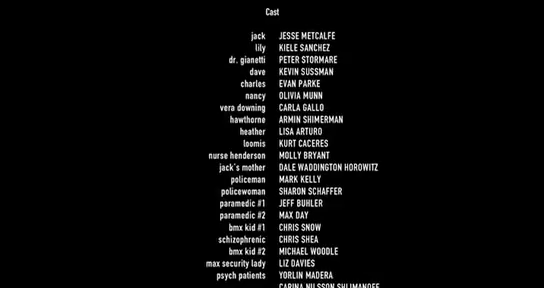 Cast
jack JESSE METCALFE
lily KIELE SANCHEZ
dr. gianetti PETER STORMARE
dave KEVIN SUSSMAN
charles EVAN PARKE
nancy OLIVIA MUNN
vera downing CARLA GALLO
hawthorne ARMIN SHIMERMAN
heather LISA ARTURO
loomis KURT CACERES
nurse henderson MOLLY BRYANT
jack's mother DALE WADDINGTON HOROWITZ
policeman MARK KELLY
policewoman SHARON SCHAFFER
paramedic #1 JEFF BUHLER
paramedic #2 MAX DAY
bmx kid #1 CHRIS SNOW
schizophrenic CHRIS SHEA
bmx kid #2 MICHAEL WOODLE
max security lady LIZ DAVIES
psych patients YORLIN MADERA
CARINA NILSSON SHLIMANOFF